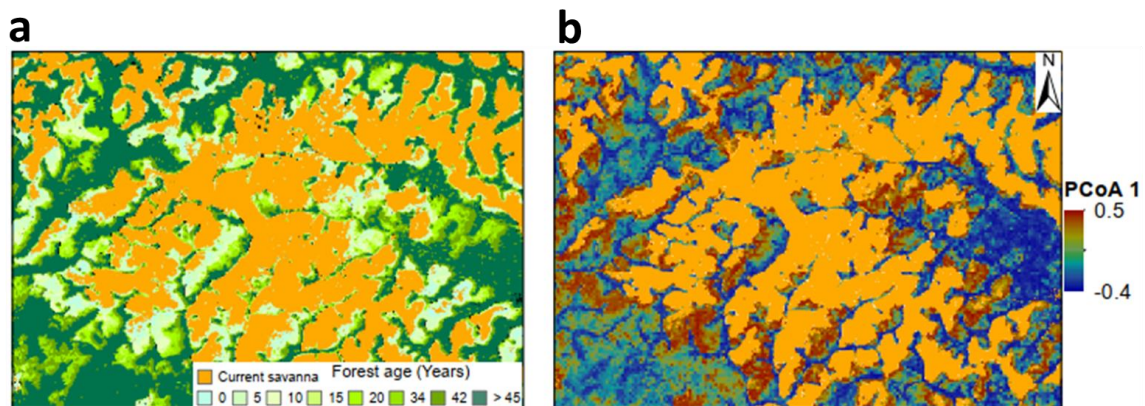 a
b
N
PCoA 1
0.5
-0.4
Current savanna Forest age (Years)
0 5 10 15 20 34 42 > 45